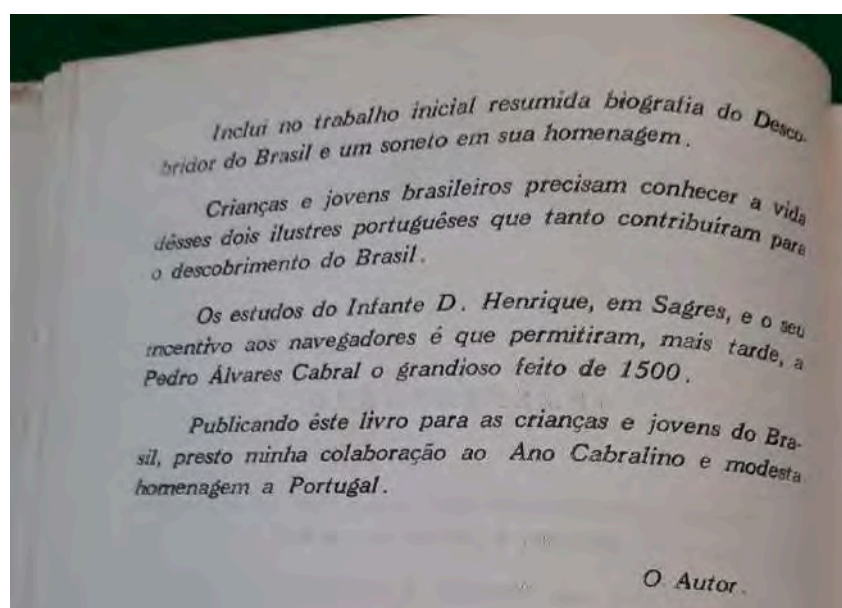 Inclui no trabalho inicial resumida biografia do Desco-
bridor do Brasil e um soneto em sua homenagem.
Crianças e jovens brasileiros precisam conhecer a vida
dêsses dois ilustres portuguêses que tanto contribuíram para
o descobrimento do Brasil.
Os estudos do Infante D. Henrique, em Sagres, e o seu
incentivo aos navegadores é que permitiram, mais tarde, a
Pedro Álvares Cabral o grandioso feito de 1500.
Publicando êste livro para as crianças e jovens do Bra-
sil, presto minha colaboração ao Ano Cabralino e modesta
homenagem a Portugal.
O Autor.